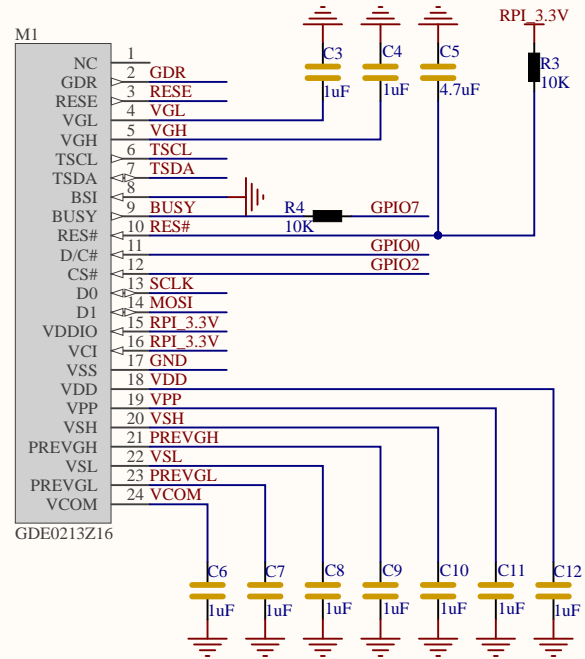 RPI_3.3V
M1
C3
C4
C5
R3
1uF
1uF
4.7uF
10K
NC 1
GDR 2 GDR
RESE 3 RESE
VGL 4 VGL
VGH 5 VGH
TSCL 6 TSCL
TSDA 7 TSDA
BSI 8
BUSY 9 BUSY R4 GPIO7
RES# 10 RES# 10K
D/C# 11 GPIO0
CS# 12 GPIO2
D0 13 SCLK
D1 14 MOSI
VDDIO 15 RPI_3.3V
VCI 16 RPI_3.3V
VSS 17 GND
VDD 18 VDD
VPP 19 VPP
VSH 20 VSH
PREVGH 21 PREVGH
VSL 22 VSL
PREVGL 23 PREVGL
VCOM 24 VCOM
GDE0213Z16
C6 C7 C8 C9 C10 C11 C12
1uF 1uF 1uF 1uF 1uF 1uF 1uF